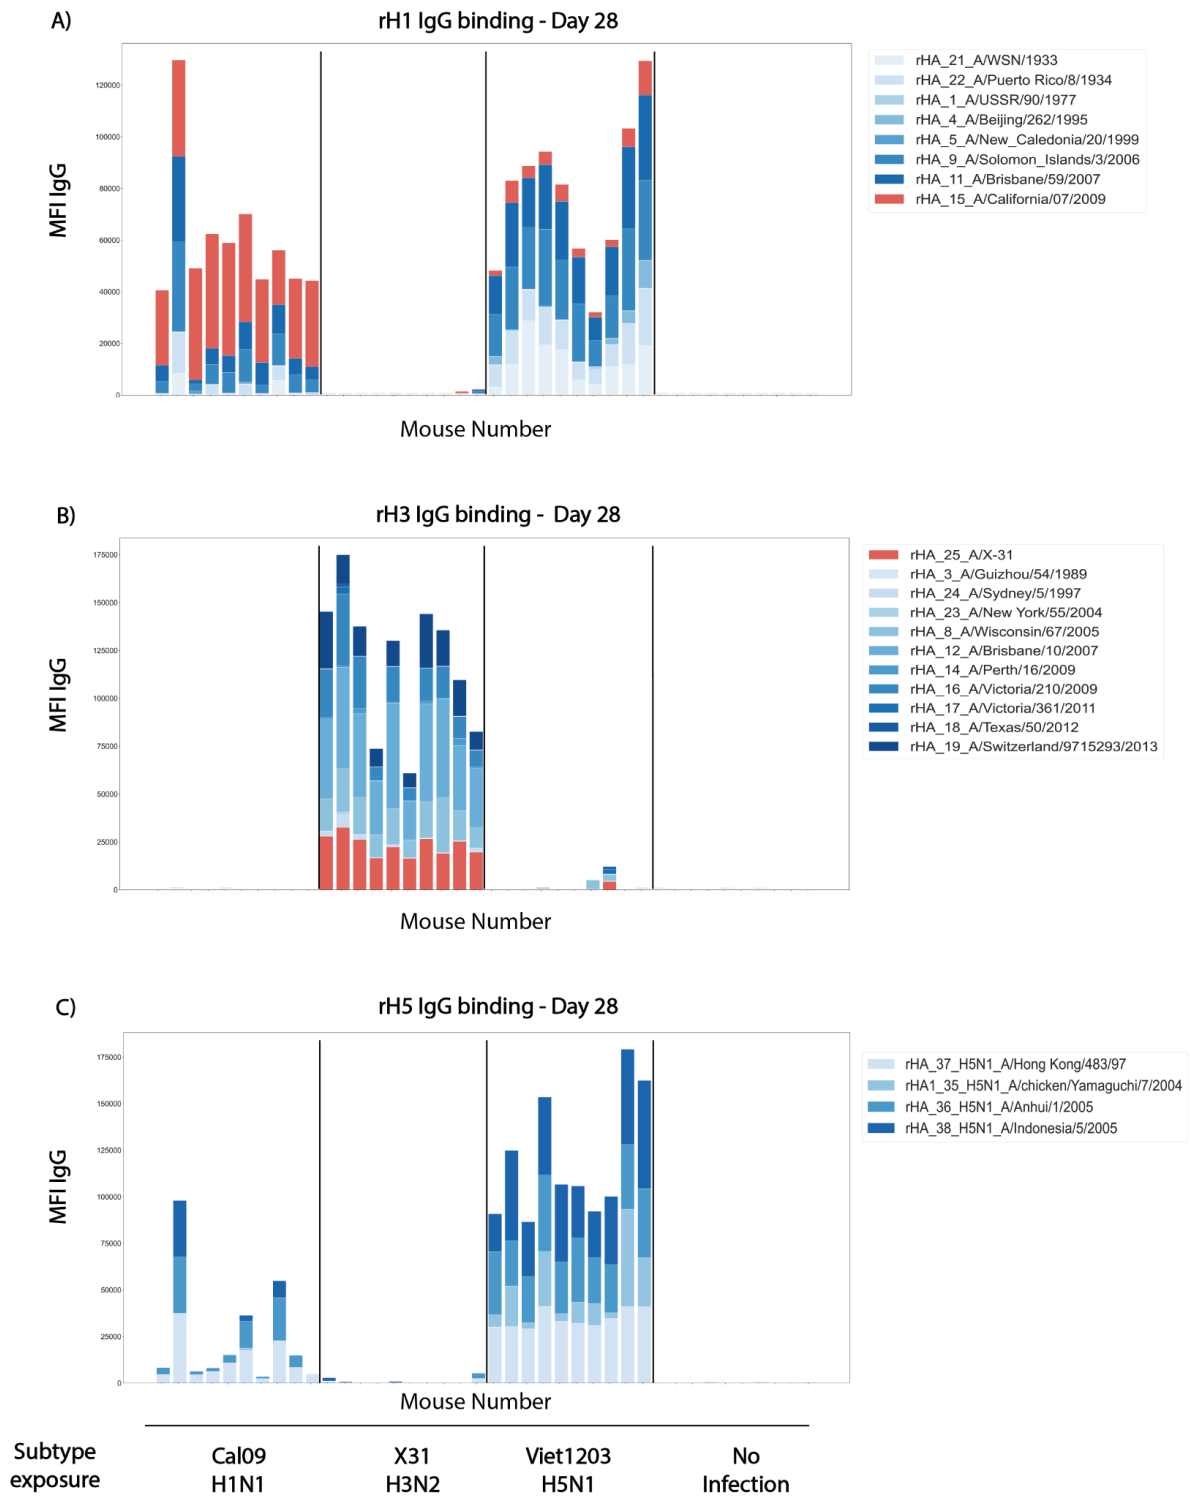 A)
rH1 IgG binding - Day 28
MFI IgG
120000
100000
80000
60000
40000
20000
0
Mouse Number
rHA_21_A/WSN/1933
rHA_22_A/Puerto Rico/8/1934
rHA_1_A/USSR/90/1977
rHA_4_A/Beijing/262/1995
rHA_5_A/New_Caledonia/20/1999
rHA_9_A/Solomon_Islands/3/2006
rHA_11_A/Brisbane/59/2007
rHA_15_A/California/07/2009
B)
rH3 IgG binding - Day 28
MFI IgG
175000
150000
125000
100000
75000
50000
25000
0
Mouse Number
rHA_25_A/X-31
rHA_3_A/Guizhou/54/1989
rHA_24_A/Sydney/5/1997
rHA_23_A/New York/55/2004
rHA_8_A/Wisconsin/67/2005
rHA_12_A/Brisbane/10/2007
rHA_14_A/Perth/16/2009
rHA_16_A/Victoria/210/2009
rHA_17_A/Victoria/361/2011
rHA_18_A/Texas/50/2012
rHA_19_A/Switzerland/9715293/2013
C)
rH5 IgG binding - Day 28
MFI IgG
175000
150000
125000
100000
75000
50000
25000
0
Mouse Number
rHA_37_H5N1_A/Hong Kong/483/97
rHA1_35_H5N1_A/chicken/Yamaguchi/7/2004
rHA_36_H5N1_A/Anhui/1/2005
rHA_38_H5N1_A/Indonesia/5/2005
Subtype
exposure
Cal09
H1N1
X31
H3N2
Viet1203
H5N1
No
Infection